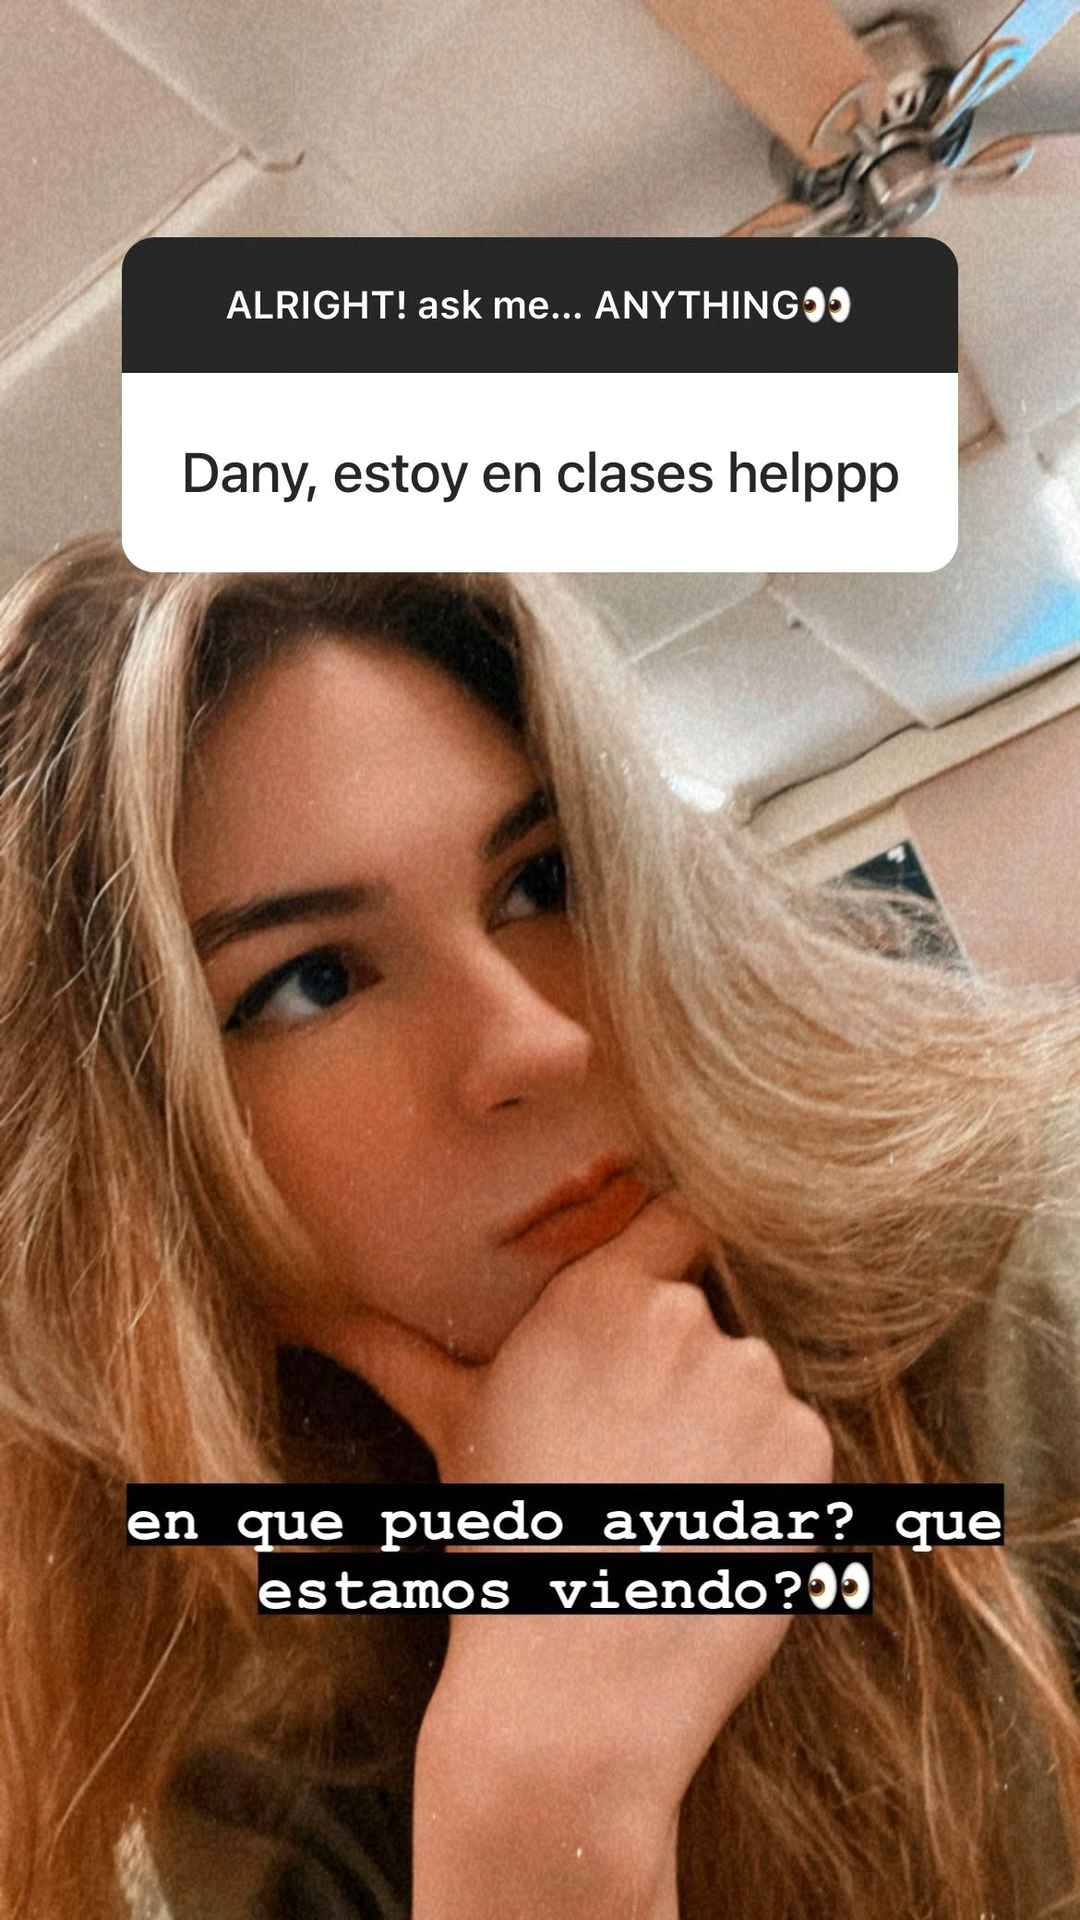 ALRIGHT! ask me... ANYTHING👀
Dany, estoy en clases helppp
en que puedo ayudar? que
estamos viendo?👀